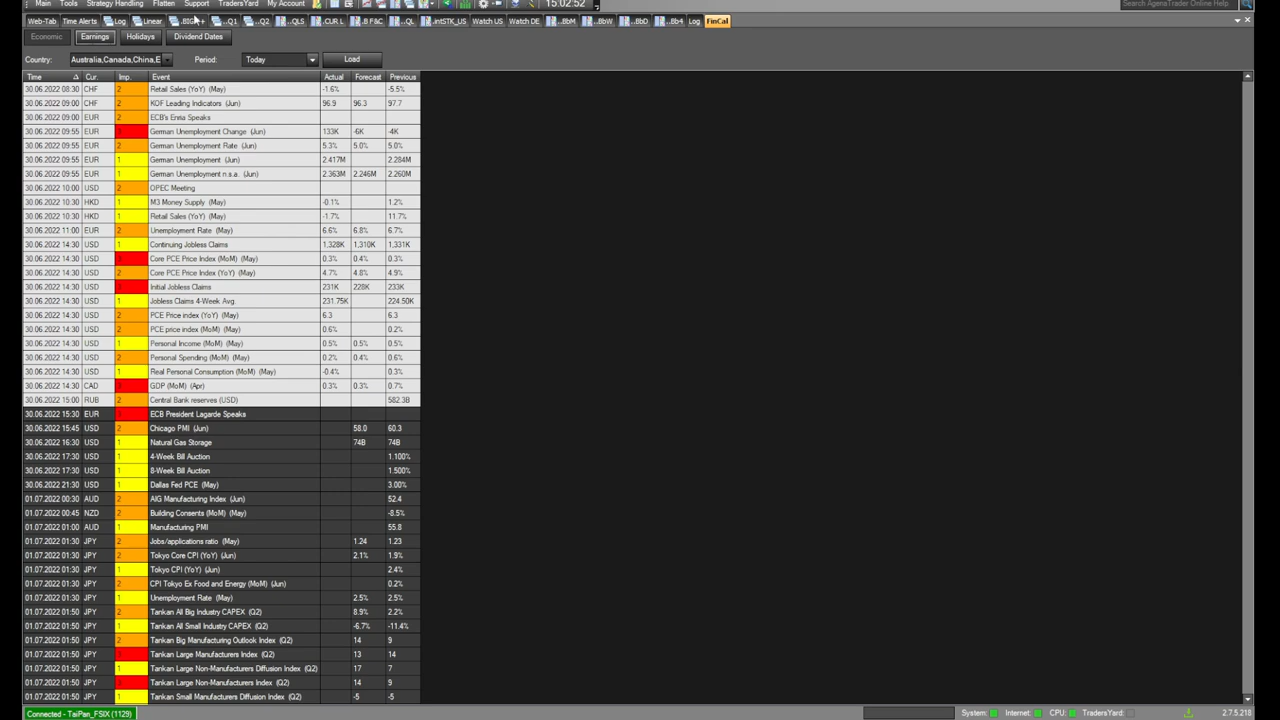 Main Tools Strategy Handling Flatten Support TradersYard My Account 15:02:52 Search AgenaTrader Online Help
Web-Tab Time Alerts Log Linear ...Q1 ...Q2 ..QLS ..CUR L ..B F&C ..QL ..intSTK_US Watch US Watch DE ...BbM ...BbW ...BbD ...Bb4 Log FinCal
Economic Earnings Holidays Dividend Dates
Country: Australia,Canada,China,E Period: Today Load
Time Cur. Imp. Event Actual Forecast Previous
30.06.2022 08:30 CHF 2 Retail Sales (YoY) (May) -1.6% -5.5%
30.06.2022 09:00 CHF 2 KOF Leading Indicators (Jun) 96.9 96.3 97.7
30.06.2022 09:00 EUR 2 ECB's Enria Speaks
30.06.2022 09:55 EUR 3 German Unemployment Change (Jun) 133K -6K -4K
30.06.2022 09:55 EUR 2 German Unemployment Rate (Jun) 5.3% 5.0% 5.0%
30.06.2022 09:55 EUR 1 German Unemployment (Jun) 2.417M 2.284M
30.06.2022 09:55 EUR 1 German Unemployment n.s.a. (Jun) 2.363M 2.246M 2.260M
30.06.2022 10:00 USD 2 OPEC Meeting
30.06.2022 10:30 HKD 1 M3 Money Supply (May) -0.1% 1.2%
30.06.2022 10:30 HKD 1 Retail Sales (YoY) (May) -1.7% 11.7%
30.06.2022 11:00 EUR 2 Unemployment Rate (May) 6.6% 6.8% 6.7%
30.06.2022 14:30 USD 1 Continuing Jobless Claims 1,328K 1,310K 1,331K
30.06.2022 14:30 USD 3 Core PCE Price Index (MoM) (May) 0.3% 0.4% 0.3%
30.06.2022 14:30 USD 2 Core PCE Price Index (YoY) (May) 4.7% 4.8% 4.9%
30.06.2022 14:30 USD 3 Initial Jobless Claims 231K 228K 233K
30.06.2022 14:30 USD 1 Jobless Claims 4-Week Avg. 231.75K 224.50K
30.06.2022 14:30 USD 2 PCE Price index (YoY) (May) 6.3 6.3
30.06.2022 14:30 USD 2 PCE price index (MoM) (May) 0.6% 0.2%
30.06.2022 14:30 USD 1 Personal Income (MoM) (May) 0.5% 0.5% 0.5%
30.06.2022 14:30 USD 2 Personal Spending (MoM) (May) 0.2% 0.4% 0.6%
30.06.2022 14:30 USD 1 Real Personal Consumption (MoM) (May) -0.4% 0.3%
30.06.2022 14:30 CAD 3 GDP (MoM) (Apr) 0.3% 0.3% 0.7%
30.06.2022 15:00 RUB 2 Central Bank reserves (USD) 582.3B
30.06.2022 15:30 EUR 3 ECB President Lagarde Speaks
30.06.2022 15:45 USD 2 Chicago PMI (Jun) 58.0 60.3
30.06.2022 16:30 USD 1 Natural Gas Storage 74B 74B
30.06.2022 17:30 USD 1 4-Week Bill Auction 1.100%
30.06.2022 17:30 USD 1 8-Week Bill Auction 1.500%
30.06.2022 21:30 USD 1 Dallas Fed PCE (May) 3.00%
01.07.2022 00:30 AUD 2 AIG Manufacturing Index (Jun) 52.4
01.07.2022 00:45 NZD 2 Building Consents (MoM) (May) -8.5%
01.07.2022 01:00 AUD 1 Manufacturing PMI 55.8
01.07.2022 01:30 JPY 2 Jobs/applications ratio (May) 1.24 1.23
01.07.2022 01:30 JPY 2 Tokyo Core CPI (YoY) (Jun) 2.1% 1.9%
01.07.2022 01:30 JPY 1 Tokyo CPI (YoY) (Jun) 2.4%
01.07.2022 01:30 JPY 2 CPI Tokyo Ex Food and Energy (MoM) (Jun) 0.2%
01.07.2022 01:30 JPY 1 Unemployment Rate (May) 2.5% 2.5%
01.07.2022 01:50 JPY 2 Tankan All Big Industry CAPEX (Q2) 8.9% 2.2%
01.07.2022 01:50 JPY 1 Tankan All Small Industry CAPEX (Q2) -6.7% -11.4%
01.07.2022 01:50 JPY 2 Tankan Big Manufacturing Outlook Index (Q2) 14 9
01.07.2022 01:50 JPY 3 Tankan Large Manufacturers Index (Q2) 13 14
01.07.2022 01:50 JPY 1 Tankan Large Non-Manufacturers Diffusion Index (Q2) 17 7
01.07.2022 01:50 JPY 3 Tankan Large Non-Manufacturers Index (Q2) 14 9
01.07.2022 01:50 JPY 1 Tankan Small Manufacturers Diffusion Index (Q2) -5 -5
Connected - TaiPan_FSIX (1129) System: Internet: CPU: TradersYard: 2.7.5.218